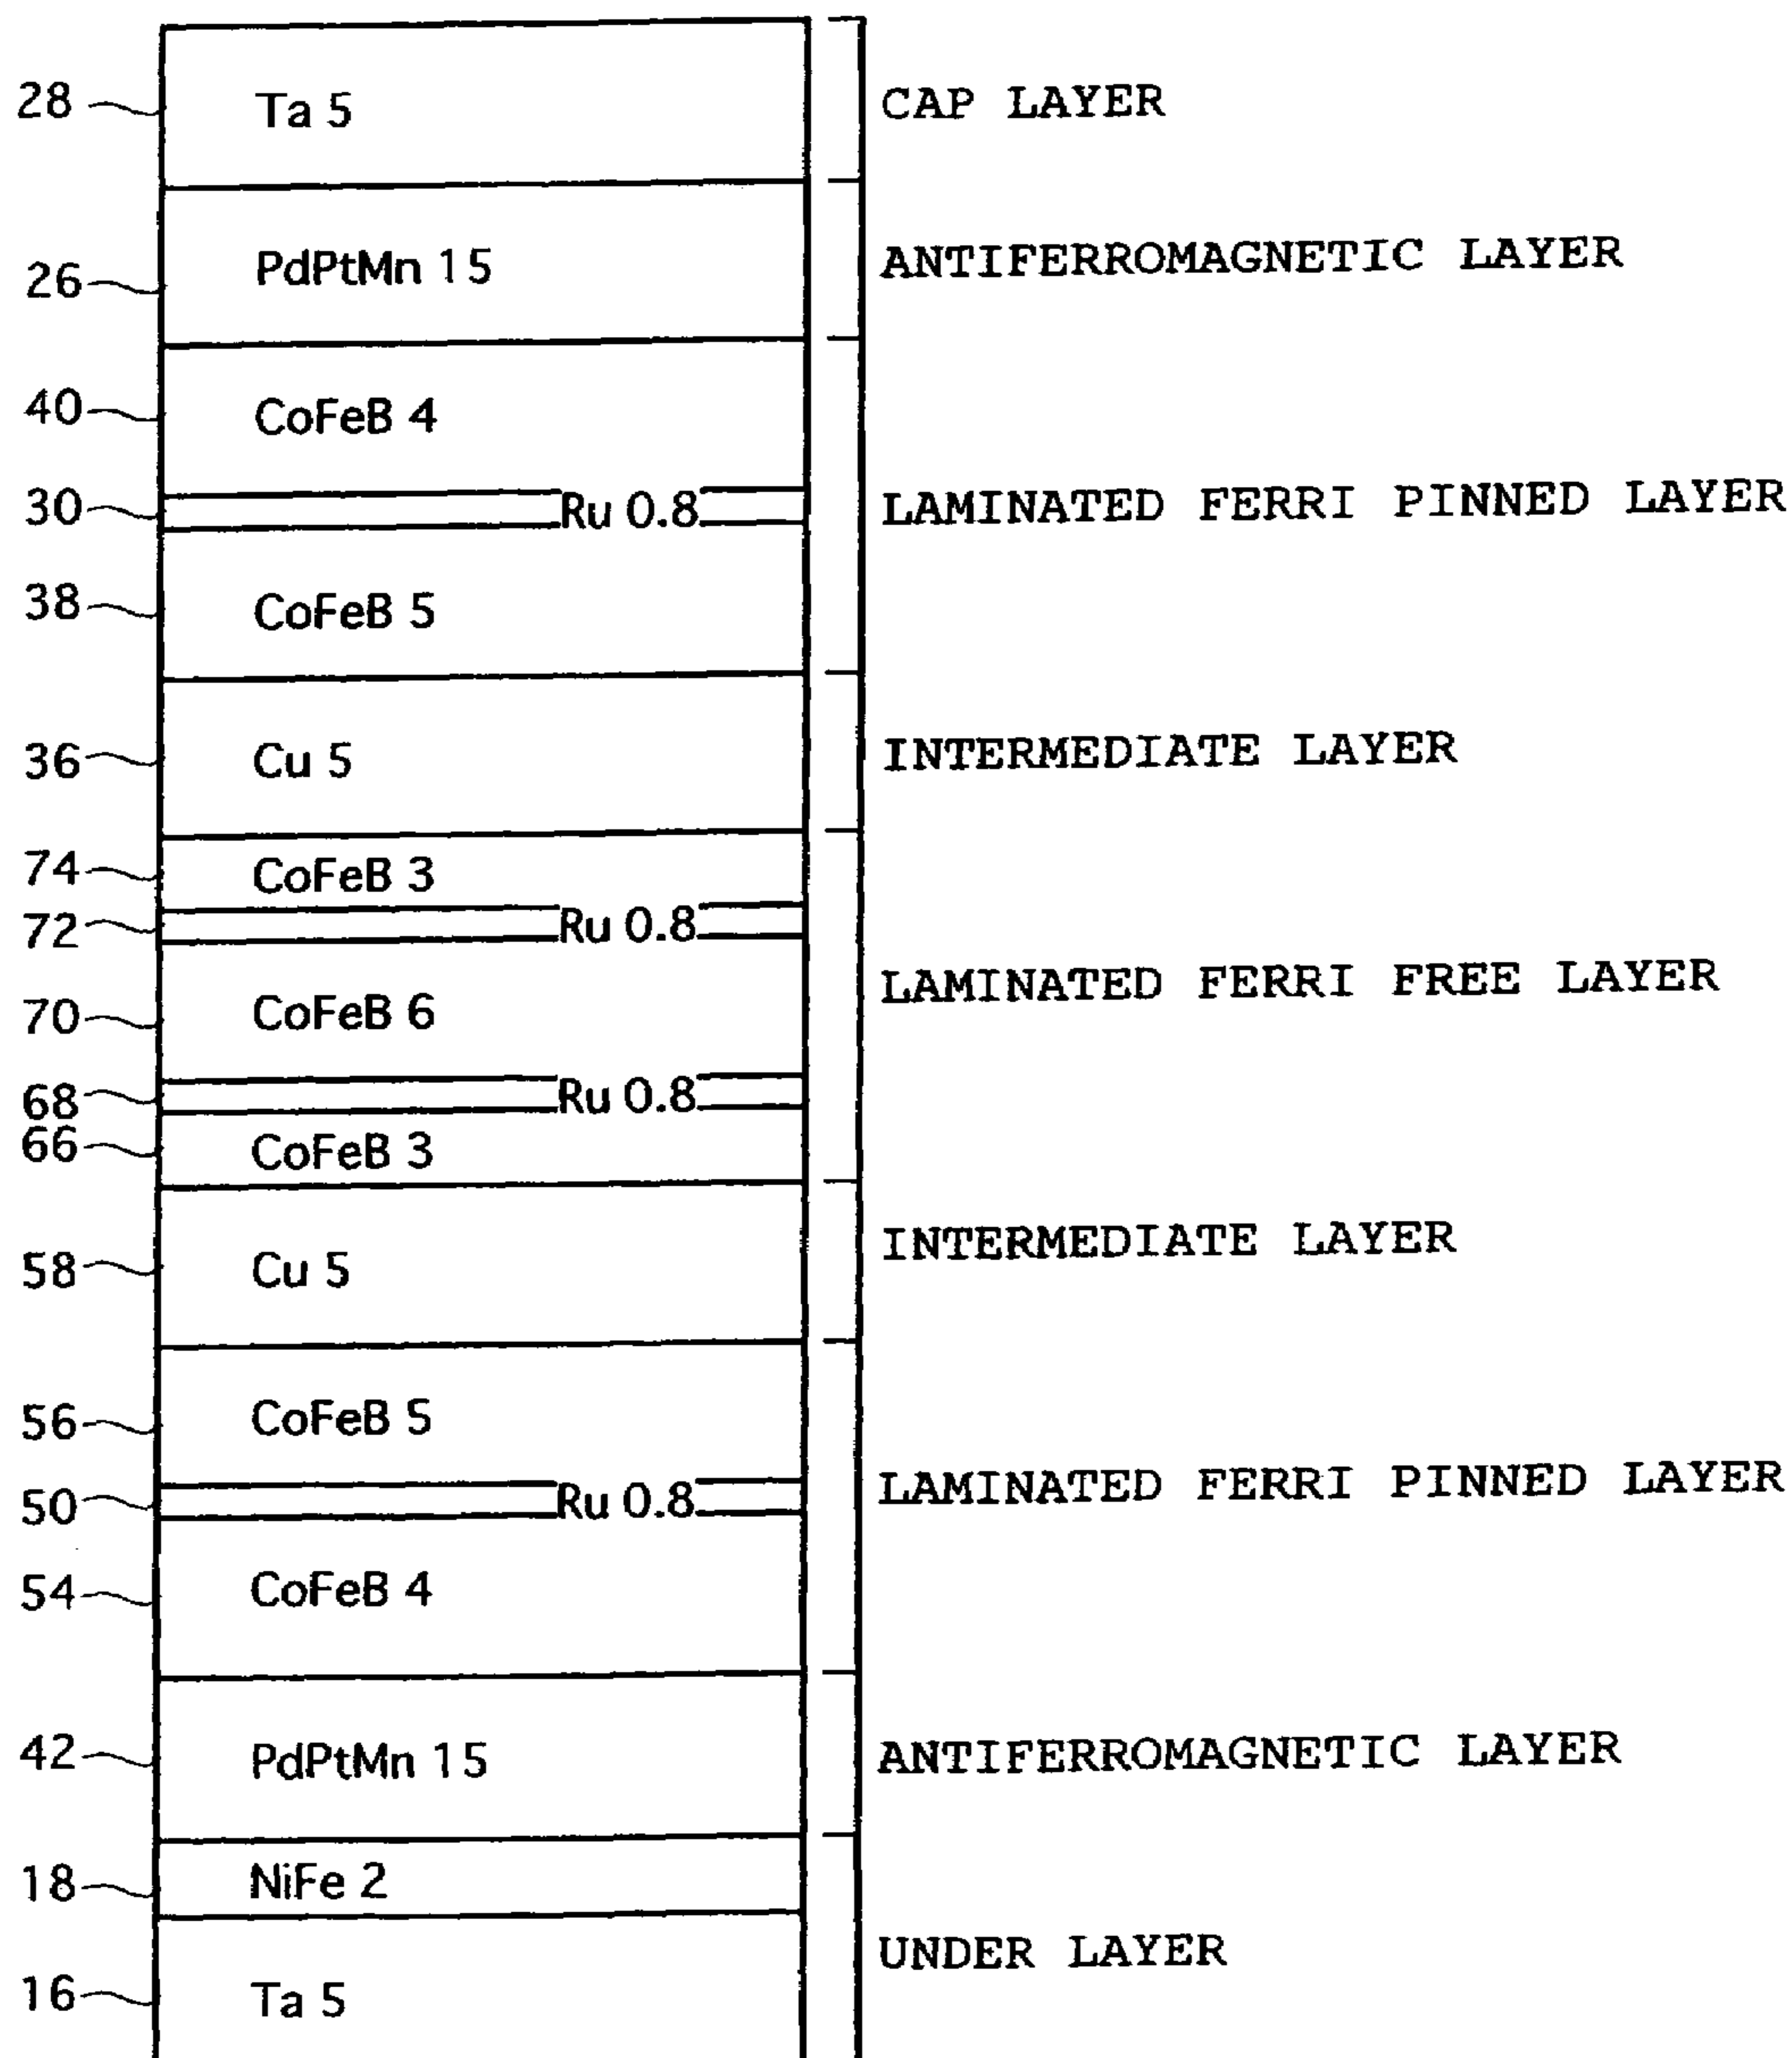 28 Ta 5 CAP LAYER
26 PdPtMn 15 ANTIFERROMAGNETIC LAYER
40 CoFeB 4
30 Ru 0.8 LAMINATED FERRI PINNED LAYER
38 CoFeB 5
36 Cu 5 INTERMEDIATE LAYER
74 CoFeB 3
72 Ru 0.8
70 CoFeB 6 LAMINATED FERRI FREE LAYER
68 Ru 0.8
66 CoFeB 3
58 Cu 5 INTERMEDIATE LAYER
56 CoFeB 5
50 Ru 0.8 LAMINATED FERRI PINNED LAYER
54 CoFeB 4
42 PdPtMn 15 ANTIFERROMAGNETIC LAYER
18 NiFe 2
UNDER LAYER
16 Ta 5